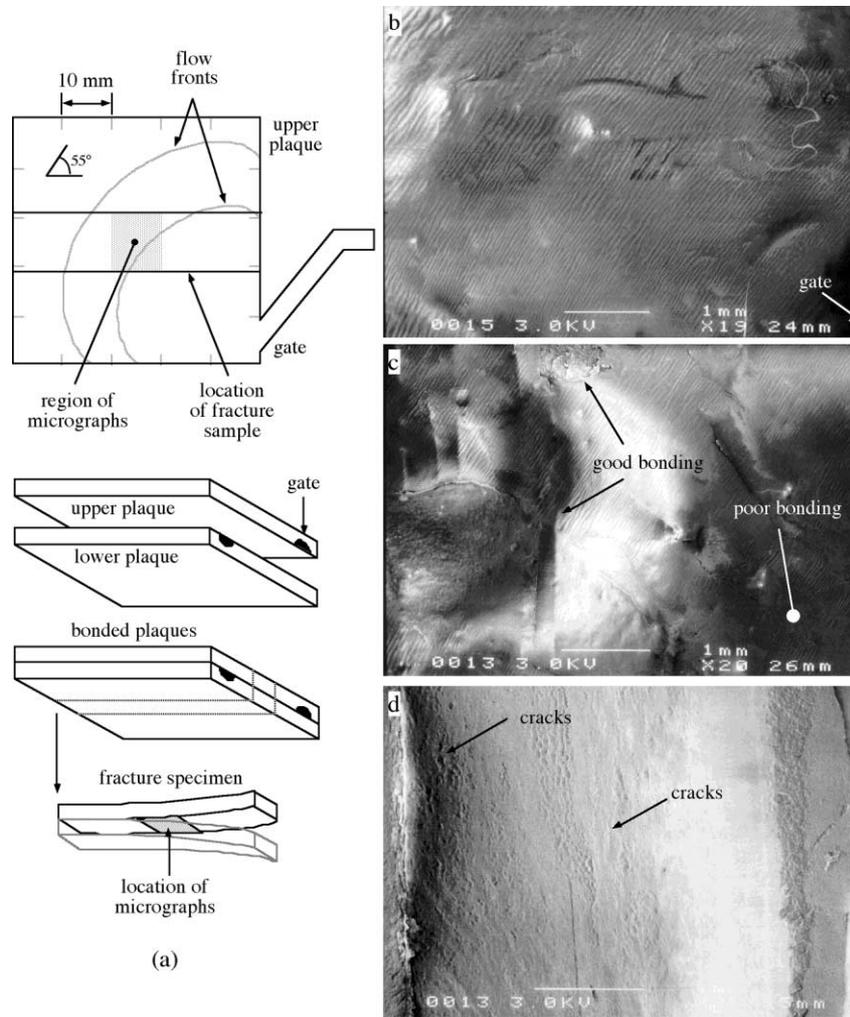 flow
fronts
10 mm
upper
plaque
55°
gate
region of
micrographs
location
of fracture
sample
gate
upper plaque
lower plaque
bonded plaques
fracture specimen
location of
micrographs
(a)
b
gate
1mm
0015 3.0KV X19 24mm
c
good bonding
poor bonding
1mm
0013 3.0KV X20 26mm
d
cracks
cracks
0013 3.0KV 5mm